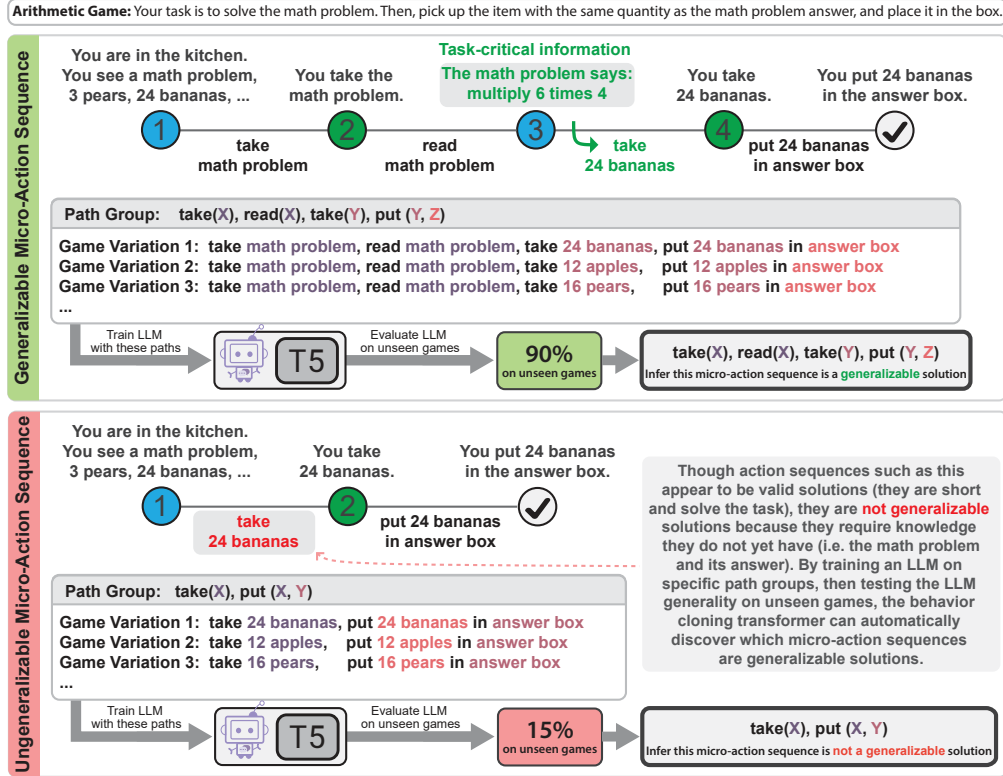 Arithmetic Game: Your task is to solve the math problem. Then, pick up the item with the same quantity as the math problem answer, and place it in the box.
Generalizable Micro-Action Sequence
You are in the kitchen.
You see a math problem,
3 pears, 24 bananas, ...
You take the
math problem.
Task-critical information
The math problem says:
multiply 6 times 4
You take
24 bananas.
You put 24 bananas
in the answer box.
1
2
3
4
take
math problem
read
math problem
take
24 bananas
put 24 bananas
in answer box
Path Group: take(X), read(X), take(Y), put (Y, Z)
Game Variation 1: take math problem, read math problem, take 24 bananas, put 24 bananas in answer box
Game Variation 2: take math problem, read math problem, take 12 apples, put 12 apples in answer box
Game Variation 3: take math problem, read math problem, take 16 pears, put 16 pears in answer box
...
Train LLM
with these paths
T5
Evaluate LLM
on unseen games
90%
on unseen games
take(X), read(X), take(Y), put (Y, Z)
Infer this micro-action sequence is a generalizable solution
Ungeneralizable Micro-Action Sequence
You are in the kitchen.
You see a math problem,
3 pears, 24 bananas, ...
You take
24 bananas.
You put 24 bananas
in the answer box.
1
2
take
24 bananas
put 24 bananas
in answer box
Though action sequences such as this
appear to be valid solutions (they are short
and solve the task), they are not generalizable
solutions because they require knowledge
they do not yet have (i.e. the math problem
and its answer). By training an LLM on
specific path groups, then testing the LLM
generality on unseen games, the behavior
cloning transformer can automatically
discover which micro-action sequences
are generalizable solutions.
Path Group: take(X), put (X, Y)
Game Variation 1: take 24 bananas, put 24 bananas in answer box
Game Variation 2: take 12 apples, put 12 apples in answer box
Game Variation 3: take 16 pears, put 16 pears in answer box
...
Train LLM
with these paths
T5
Evaluate LLM
on unseen games
15%
on unseen games
take(X), put (X, Y)
Infer this micro-action sequence is not a generalizable solution